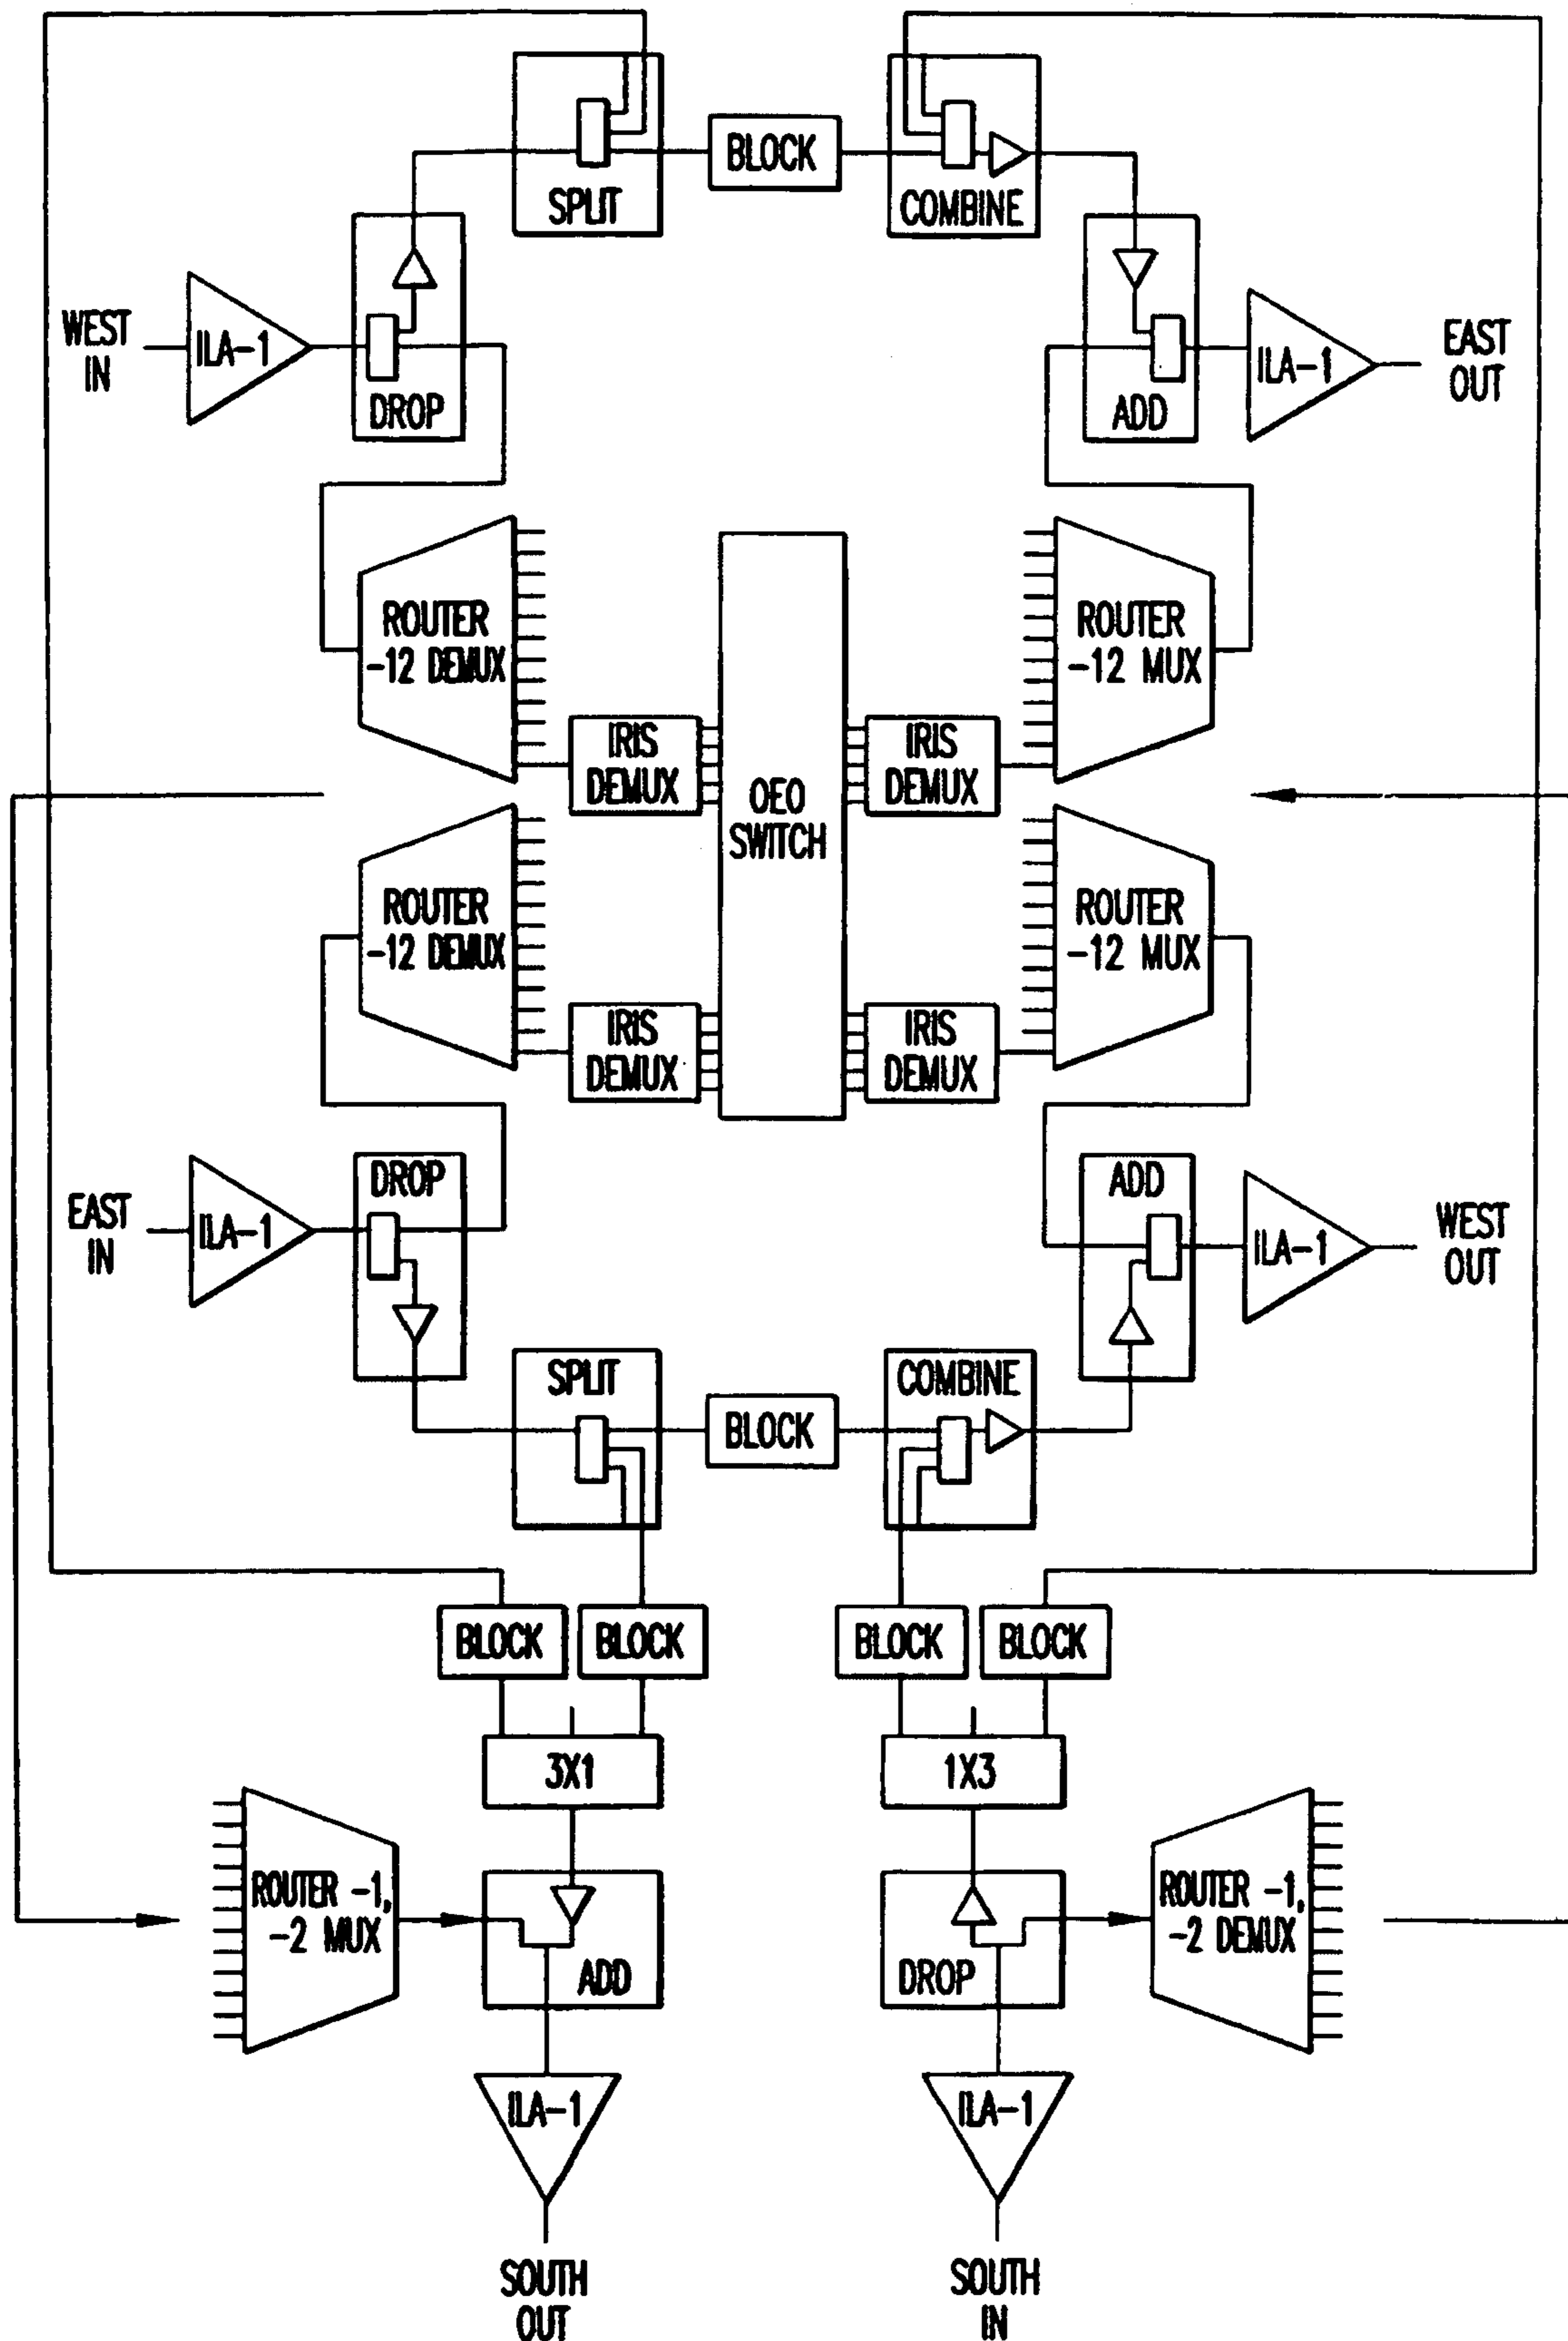 SPLIT
BLOCK
COMBINE
WEST
IN
ILA-1
DROP
ADD
ILA-1
EAST
OUT
ROUTER
-12 DEMUX
ROUTER
-12 MUX
IRIS
DEMUX
OEO
SWITCH
IRIS
DEMUX
ROUTER
-12 DEMUX
ROUTER
-12 MUX
IRIS
DEMUX
IRIS
DEMUX
EAST
IN
ILA-1
DROP
ADD
ILA-1
WEST
OUT
SPLIT
BLOCK
COMBINE
BLOCK
BLOCK
BLOCK
BLOCK
3X1
1X3
ROUTER -1,
-2 MUX
ADD
DROP
ROUTER -1,
-2 DEMUX
ILA-1
ILA-1
SOUTH
OUT
SOUTH
IN